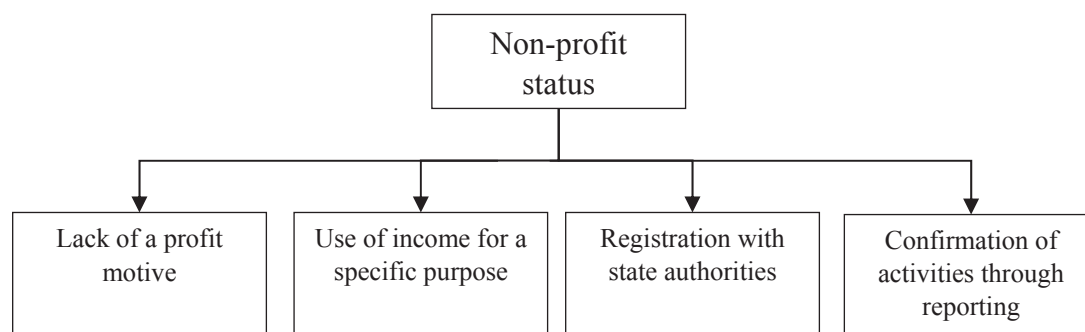 Non-profit
status
Lack of a profit
motive
Use of income for a
specific purpose
Registration with
state authorities
Confirmation of
activities through
reporting